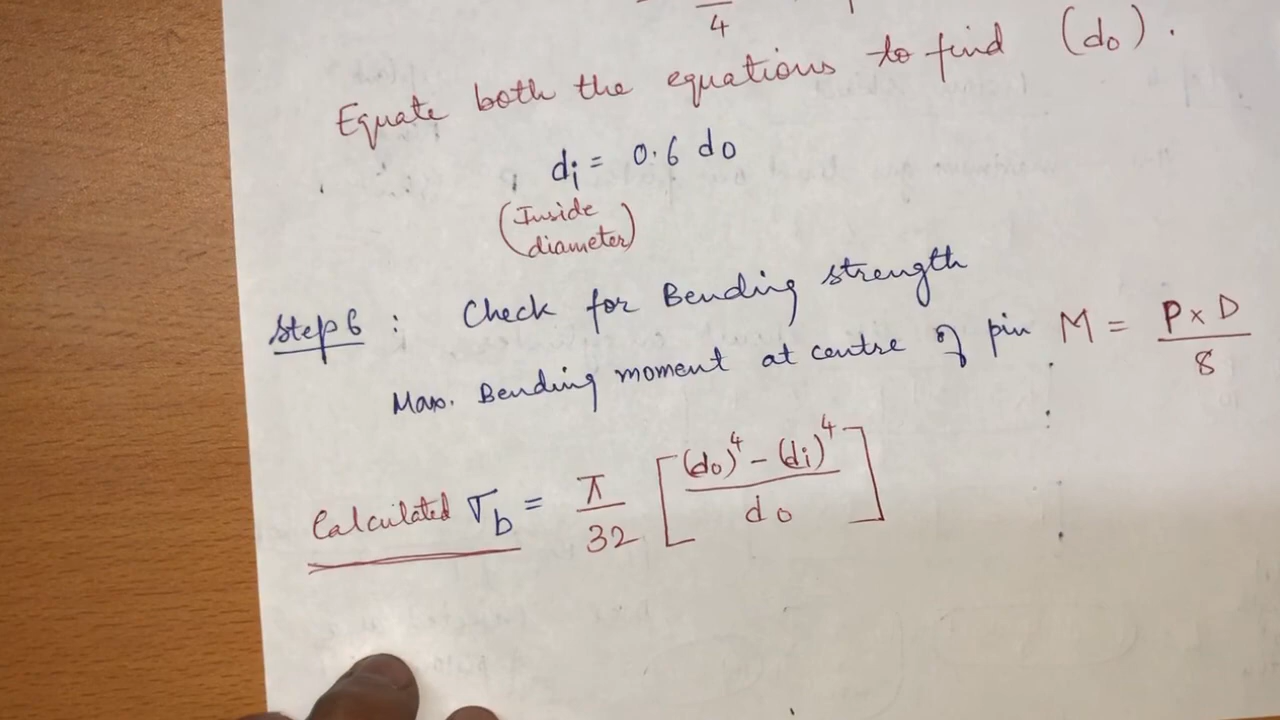 4
Equate both the equations to find (do).
di = 0.6 do
(Inside
diameter)
Step 6 : Check for Bending strength
Max. Bending moment at centre of pin M = P x D / 8
Calculated σb = π/32 [(do)^4 - (di)^4 / do]